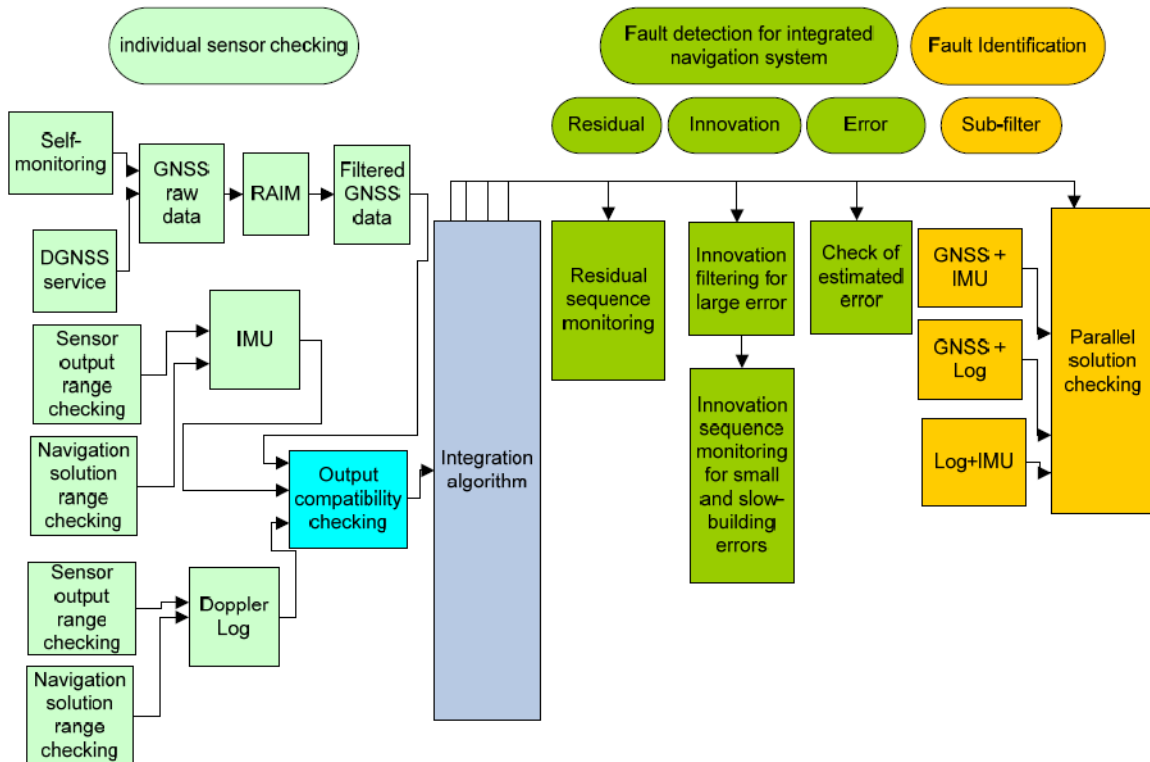 individual sensor checking
Fault detection for integrated
navigation system
Fault Identification
Residual
Innovation
Error
Sub-filter
Self-
monitoring
GNSS
raw
data
RAIM
Filtered
GNSS
data
DGNSS
service
Sensor
output
range
checking
IMU
Navigation
solution
range
checking
Output
compatibility
checking
Sensor
output
range
checking
Doppler
Log
Navigation
solution
range
checking
Integration
algorithm
Residual
sequence
monitoring
Innovation
filtering for
large error
Innovation
sequence
monitoring
for small
and slow-
building
errors
Check of
estimated
error
GNSS +
IMU
GNSS +
Log
Log+IMU
Parallel
solution
checking